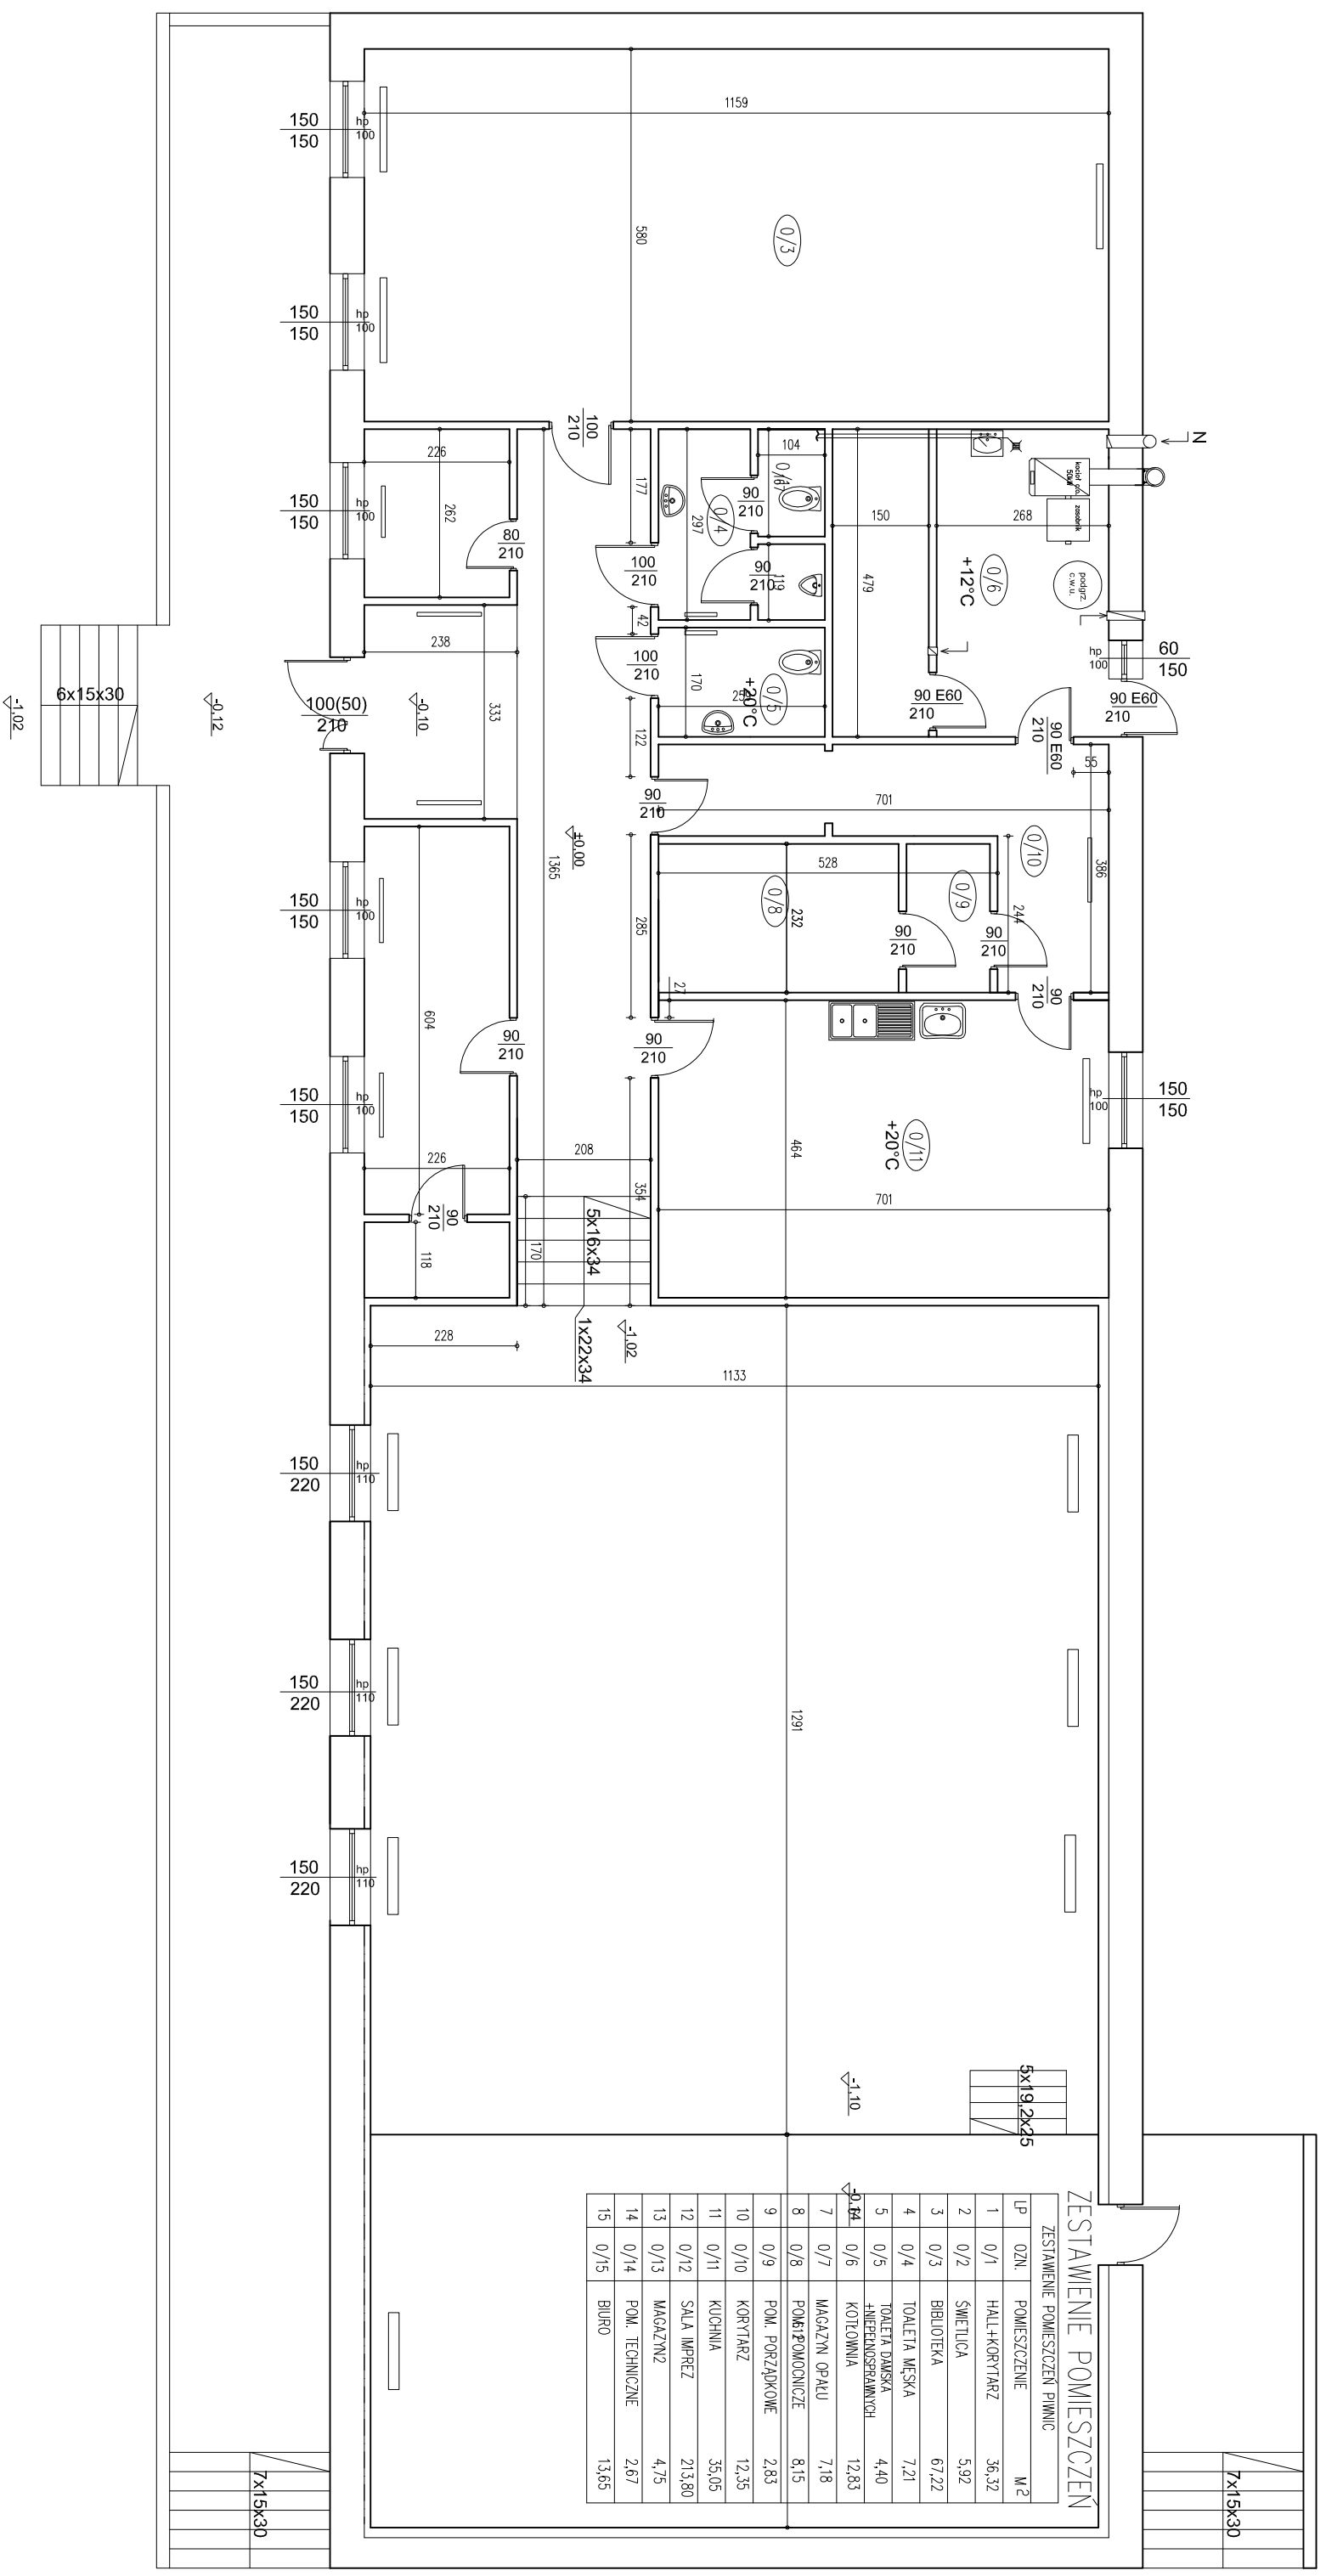 1159
580
0/3
150
150
hp
100
150
150
hp
100
150
150
hp
100
150
150
hp
100
150
150
hp
100
150
220
hp
110
150
220
hp
110
150
220
hp
110
100
210
226
262
80
210
177
297
0/4
104
90
210
90
210
119
167
100
210
42
100
210
170
+20°C
0/5
122
150
479
268
kocioł c.o.
50kW
zasobnik
podgrz.
c.w.u.
0/6
+12°C
N
60
150
hp
100
90 E60
210
90 E60
210
90 E60
210
55
701
0/10
386
238
333
100(50)
210
-0,10
-0,12
-1,02
6x15x30
90
210
±0,00
1365
285
528
0/8
232
0/9
244
90
210
90
210
90
210
27
90
210
604
90
210
226
90
210
118
208
354
170
5x16x34
1x22x34
-1,02
464
0/11
+20°C
701
150
150
hp
100
228
1133
1291
-1,10
5x19,2x25
612
7x15x30
7x15x30
ZESTAWIENIE POMIESZCZEŃ
ZESTAWIENIE POMIESZCZEŃ PIWNIC
LP OZN. POMIESZCZENIE M2
1 0/1 HALL+KORYTARZ 36,32
2 0/2 ŚWIETLICA 5,92
3 0/3 BIBLIOTEKA 67,22
4 0/4 TOALETA MĘSKA 7,21
5 0/5 TOALETA DAMSKA
+NIEPEŁNOSPRAWNYCH 4,40
0/6 KOTŁOWNIA 12,83
7 0/7 MAGAZYN OPAŁU 7,18
8 0/8 POM. POMOCNICZE 8,15
9 0/9 POM. PORZĄDKOWE 2,83
10 0/10 KORYTARZ 12,35
11 0/11 KUCHNIA 35,05
12 0/12 SALA IMPREZ 213,80
13 0/13 MAGAZYN2 4,75
14 0/14 POM. TECHNICZNE 2,67
15 0/15 BIURO 13,65